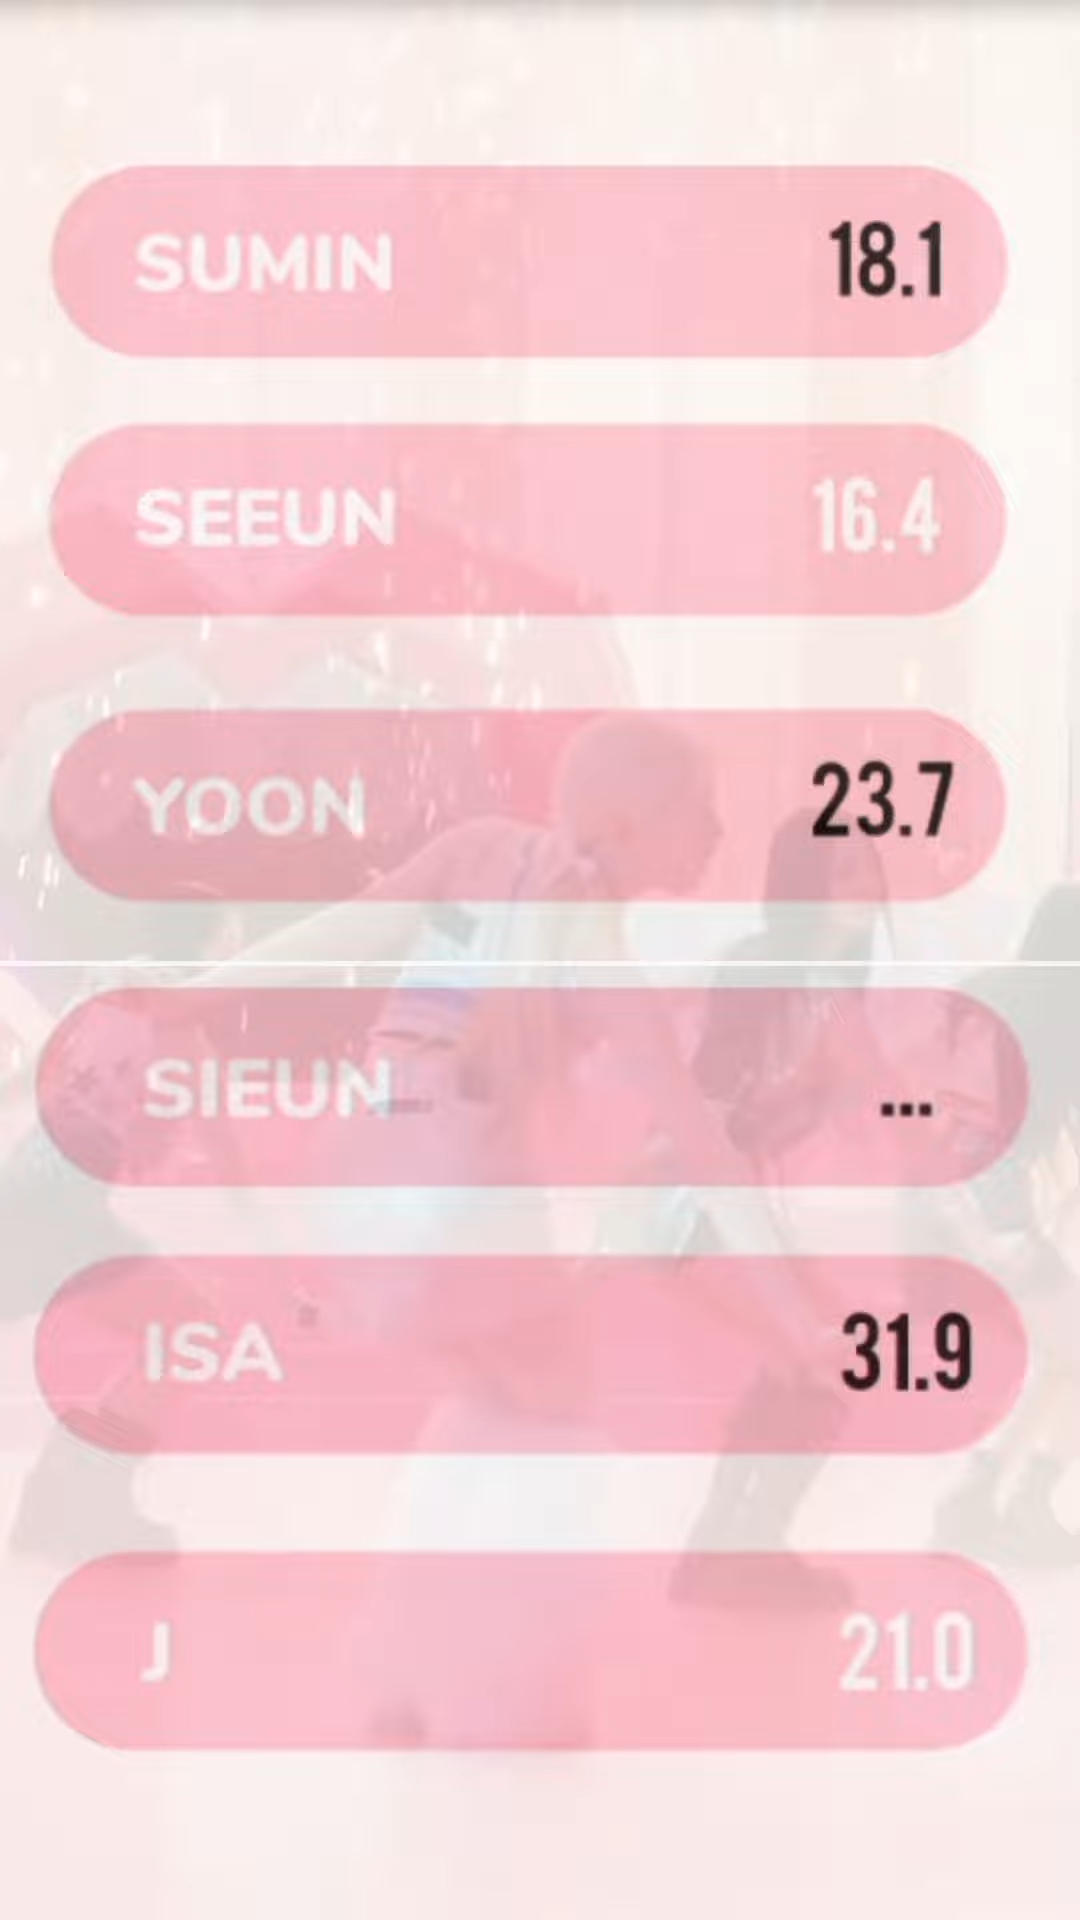 SUMIN 18.1
SEEUN 16.4
YOON 23.7
SIEUN ...
ISA 31.9
J 21.0